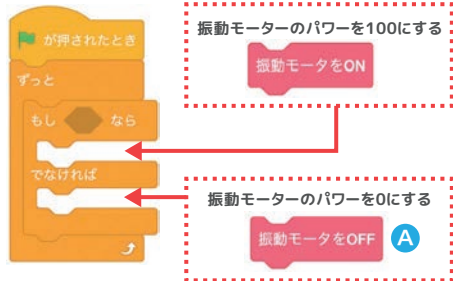 が押されたとき
ずっと
もし なら
でなければ
振動モーターのパワーを100にする
振動モータをON
振動モーターのパワーを0にする
振動モータをOFF
A